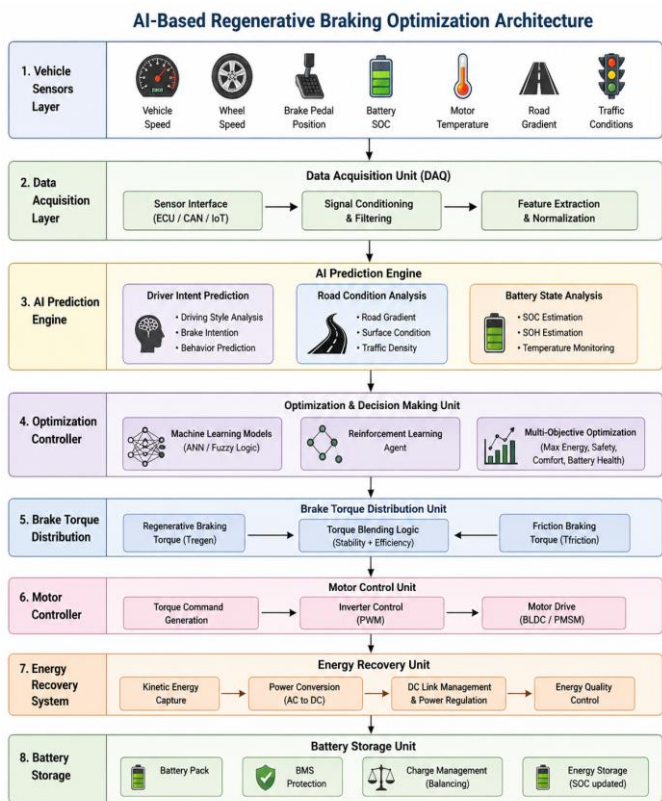 AI-Based Regenerative Braking Optimization Architecture
1. Vehicle
Sensors
Layer
Vehicle
Speed
Wheel
Speed
Brake Pedal
Position
Battery
SOC
Motor
Temperature
Road
Gradient
Traffic
Conditions
2. Data
Acquisition
Layer
Data Acquisition Unit (DAQ)
Sensor Interface
(ECU / CAN / IoT)
Signal Conditioning
& Filtering
Feature Extraction
& Normalization
3. AI Prediction
Engine
AI Prediction Engine
Driver Intent Prediction
• Driving Style Analysis
• Brake Intention
• Behavior Prediction
Road Condition Analysis
• Road Gradient
• Surface Condition
• Traffic Density
Battery State Analysis
• SOC Estimation
• SOH Estimation
• Temperature Monitoring
4. Optimization
Controller
Optimization & Decision Making Unit
Machine Learning Models
(ANN / Fuzzy Logic)
Reinforcement Learning
Agent
Multi-Objective Optimization
(Max Energy, Safety,
Comfort, Battery Health)
5. Brake Torque
Distribution
Brake Torque Distribution Unit
Regenerative Braking
Torque (Tregen)
Torque Blending Logic
(Stability + Efficiency)
Friction Braking
Torque (Tfriction)
6. Motor
Controller
Motor Control Unit
Torque Command
Generation
Inverter Control
(PWM)
Motor Drive
(BLDC / PMSM)
7. Energy
Recovery
System
Energy Recovery Unit
Kinetic Energy
Capture
Power Conversion
(AC to DC)
DC Link Management
& Power Regulation
Energy Quality
Control
8. Battery
Storage
Battery Storage Unit
Battery Pack
BMS
Protection
Charge Management
(Balancing)
Energy Storage
(SOC updated)